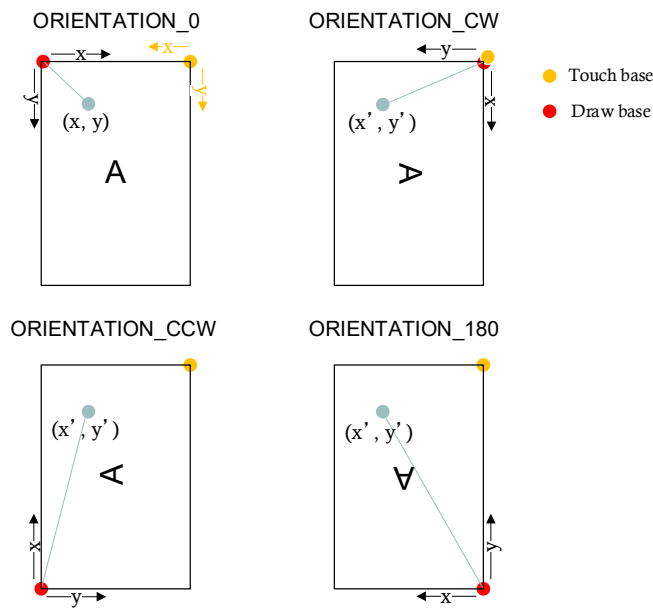 ORIENTATION_0
ORIENTATION_CW
x
x
y
y
y
x
Touch base
Draw base
(x, y)
(x', y')
A
A
ORIENTATION_CCW
ORIENTATION_180
(x', y')
(x', y')
A
A
x
y
y
x